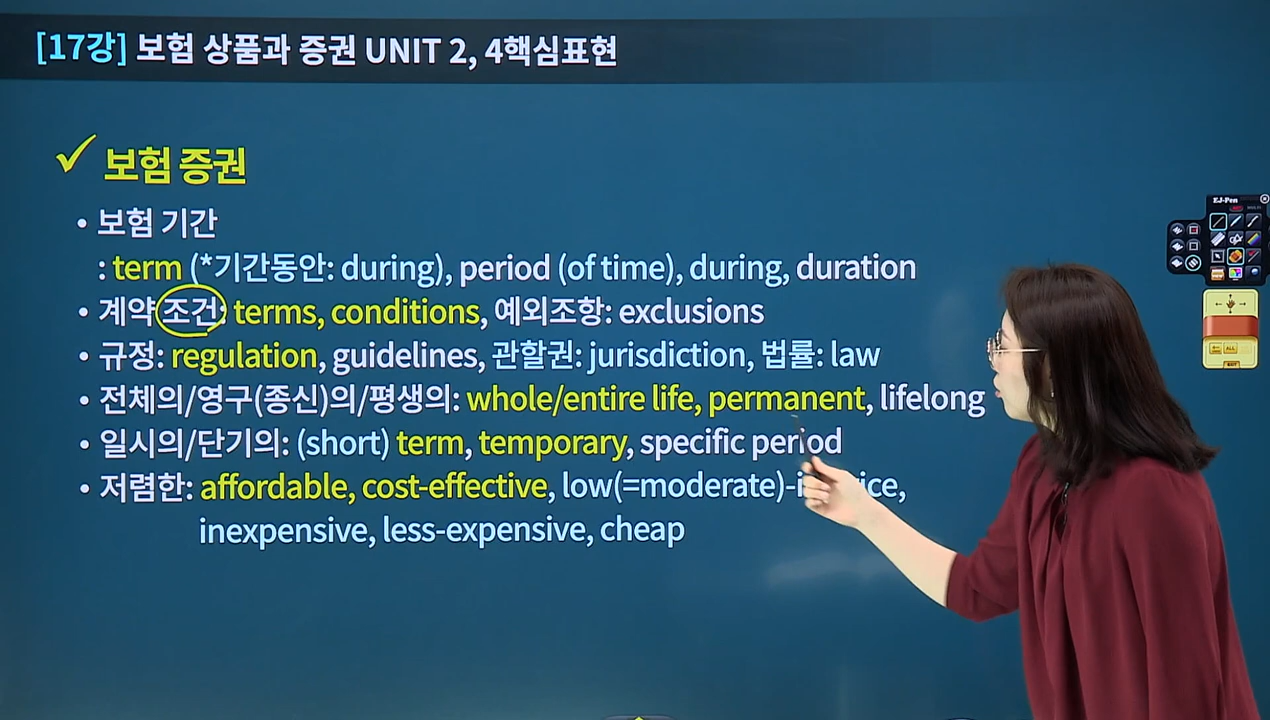 [17강] 보험 상품과 증권 UNIT 2, 4핵심표현
보험 증권
• 보험 기간
: term (*기간동안: during), period (of time), during, duration
• 계약 조건: terms, conditions, 예외조항: exclusions
• 규정: regulation, guidelines, 관할권: jurisdiction, 법률: law
• 전체의/영구(종신)의/평생의: whole/entire life, permanent, lifelong
• 일시의/단기의: (short) term, temporary, specific period
• 저렴한: affordable, cost-effective, low(=moderate)-
inexpensive, less-expensive, cheap
EJ-Pen
ALL